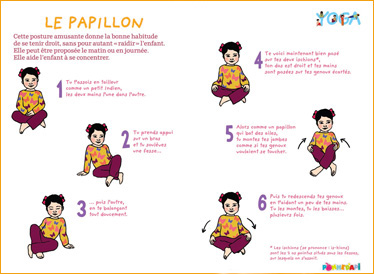 LE PAPILLON
YOGA
Cette posture amusante donne la bonne habitude
de se tenir droit, sans pour autant « raidir » l'enfant.
Elle peut être proposée le matin ou en journée.
Elle aide l'enfant à se concentrer.
1
Tu t'assois en tailleur
comme un petit Indien,
les deux mains l'une dans l'autre.
2
Tu prends appui
sur un bras
et tu soulèves
une fesse...
3
... puis l'autre,
en te balançant
tout doucement.
4
Te voici maintenant bien posé
sur tes deux ischions*,
ton dos est droit et tes mains
sont posées sur tes genoux écartés.
5
Alors comme un papillon
qui bat des ailes,
tu montes tes jambes
comme si tes genoux
voulaient se toucher.
6
Puis tu redescends tes genoux
en t'aidant un peu de tes mains.
Tu les montes, tu les baisses...
plusieurs fois.
* Les ischions (se prononce : is-kions)
sont les 2 os pointus situés sous les fesses,
sur lesquels on s'assoit.
POMME D'API